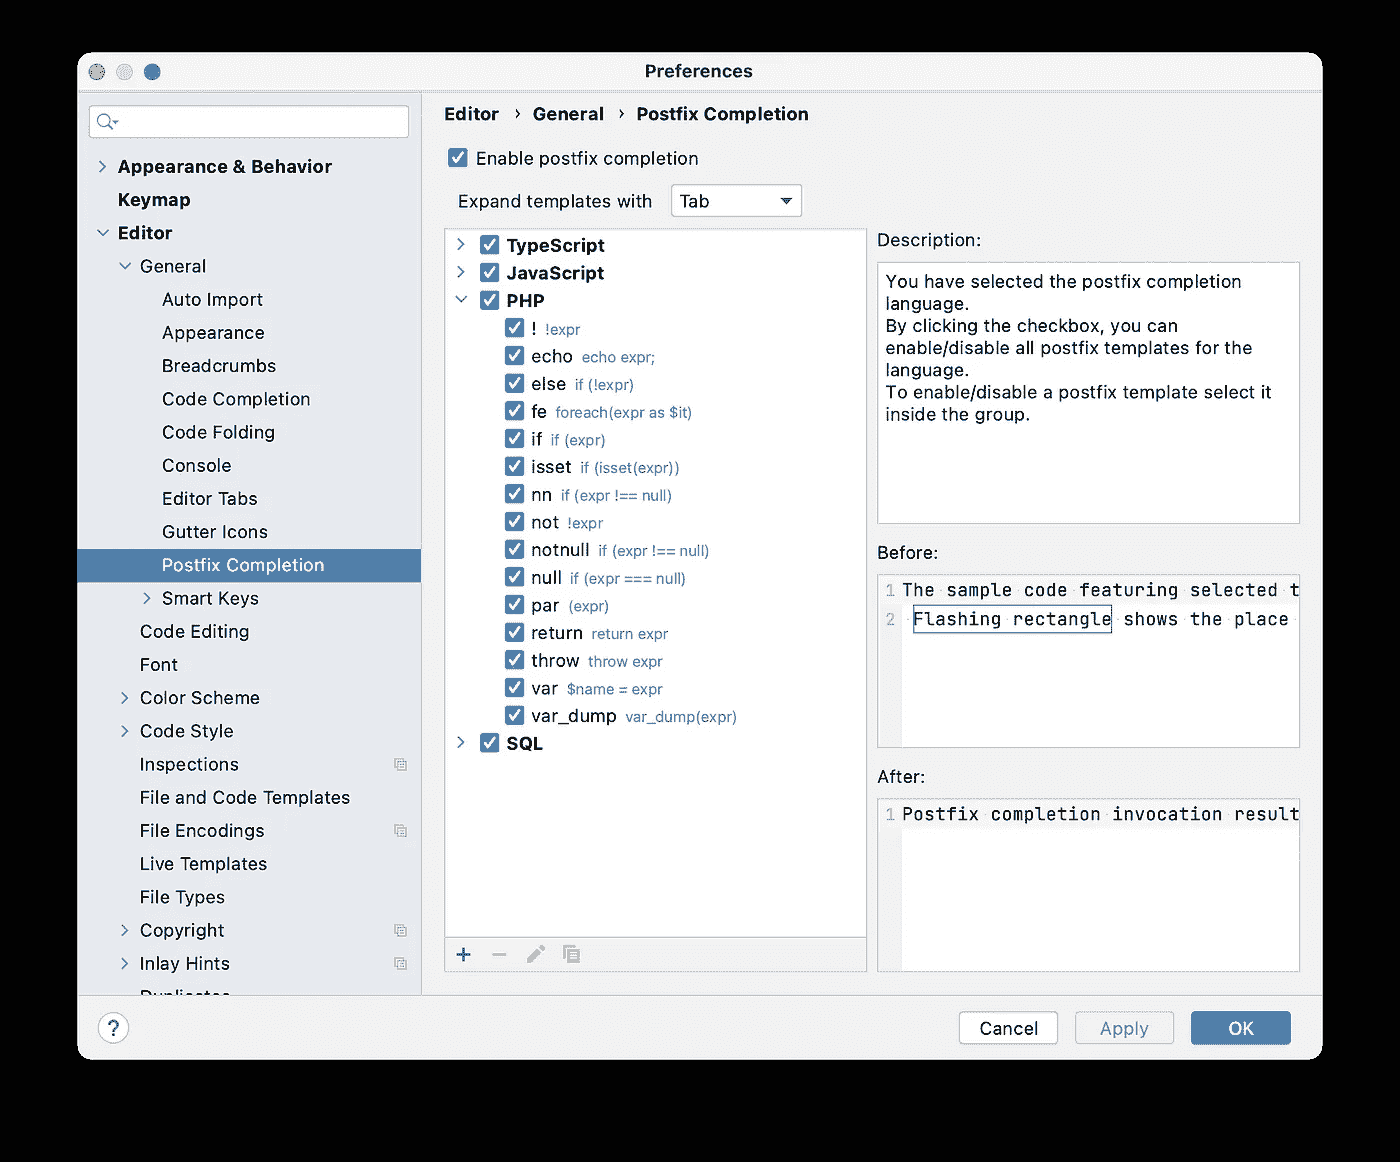 Preferences
Appearance & Behavior
Keymap
Editor
General
Auto Import
Appearance
Breadcrumbs
Code Completion
Code Folding
Console
Editor Tabs
Gutter Icons
Postfix Completion
Smart Keys
Code Editing
Font
Color Scheme
Code Style
Inspections
File and Code Templates
File Encodings
Live Templates
File Types
Copyright
Inlay Hints
Duplicates
Editor › General › Postfix Completion
Enable postfix completion
Expand templates with Tab
TypeScript
JavaScript
PHP
! !expr
echo echo expr;
else if (!expr)
fe foreach(expr as $it)
if if (expr)
isset if (isset(expr))
nn if (expr !== null)
not !expr
notnull if (expr !== null)
null if (expr === null)
par (expr)
return return expr
throw throw expr
var $name = expr
var_dump var_dump(expr)
SQL
Description:
You have selected the postfix completion
language.
By clicking the checkbox, you can
enable/disable all postfix templates for the
language.
To enable/disable a postfix template select it
inside the group.
Before:
1 The sample code featuring selected t
2 Flashing rectangle shows the place
After:
1 Postfix completion invocation result
?
Cancel
Apply
OK